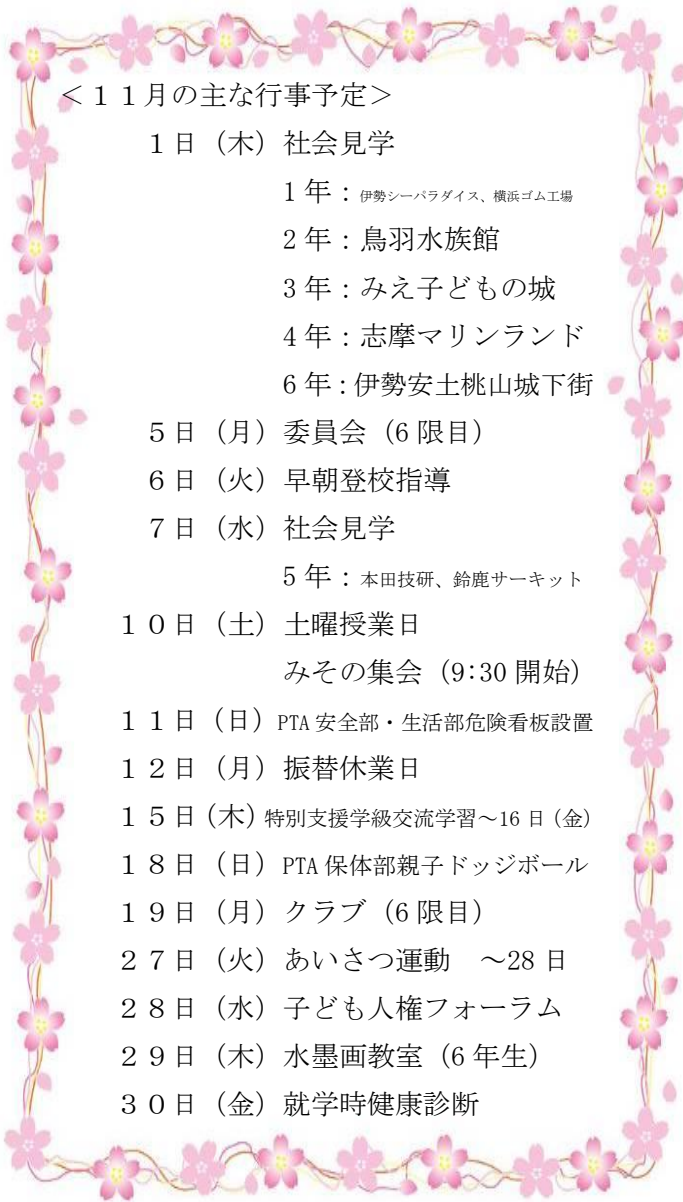 ＜１１月の主な行事予定＞
１日（木）社会見学
1年：伊勢シーパラダイス、横浜ゴム工場
2年：鳥羽水族館
3年：みえ子どもの城
4年：志摩マリンランド
6年：伊勢安土桃山城下街
５日（月）委員会（6限目）
６日（火）早朝登校指導
７日（水）社会見学
5年：本田技研、鈴鹿サーキット
１０日（土）土曜授業日
みその集会（9:30開始）
１１日（日）PTA安全部・生活部危険看板設置
１２日（月）振替休業日
１５日（木）特別支援学級交流学習～16日（金）
１８日（日）PTA保体部親子ドッジボール
１９日（月）クラブ（6限目）
２７日（火）あいさつ運動　～28日
２８日（水）子ども人権フォーラム
２９日（木）水墨画教室（6年生）
３０日（金）就学時健康診断